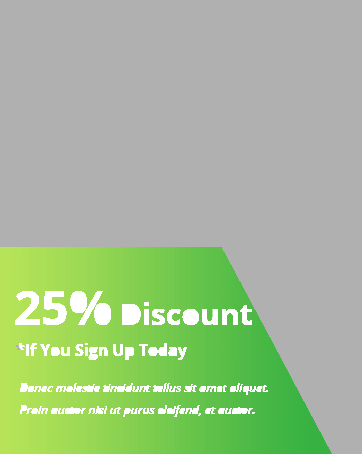 25% Discount
*If You Sign Up Today
Donec molestie tincidunt tellus sit amet aliquet.
Proin auctor nisi ut purus eleifend, et auctor.